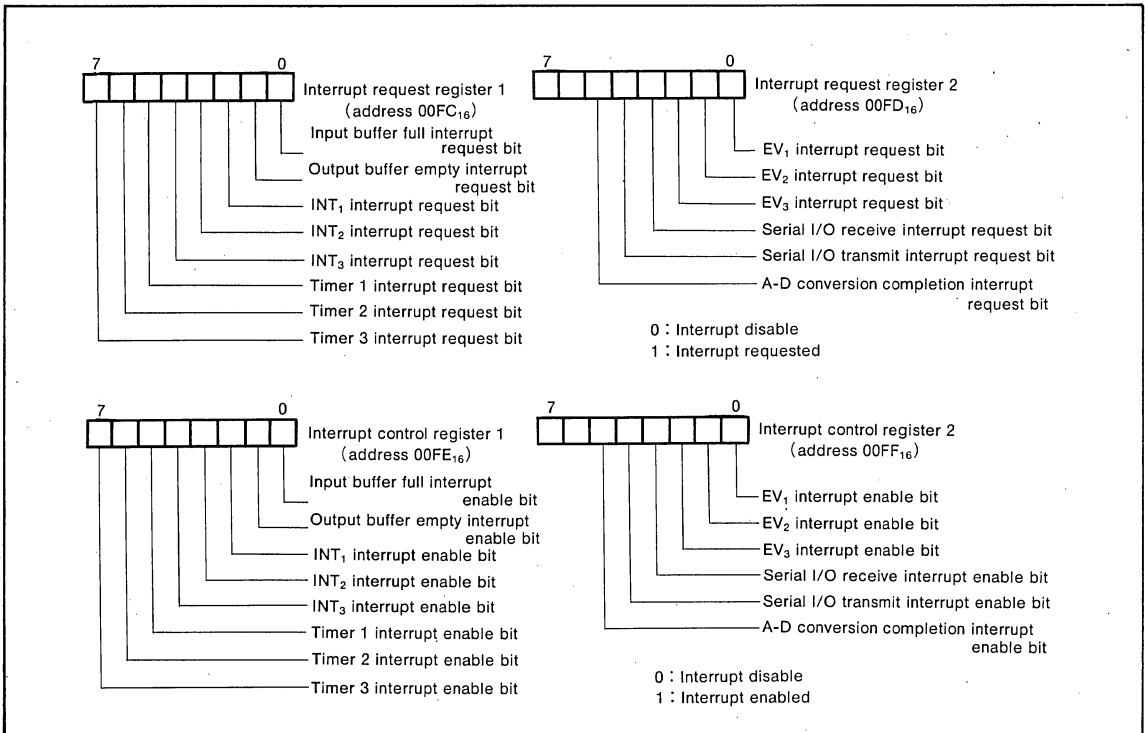 7 0
Interrupt request register 1
(address 00FC₁₆)
Input buffer full interrupt
request bit
Output buffer empty interrupt
request bit
INT₁ interrupt request bit
INT₂ interrupt request bit
INT₃ interrupt request bit
Timer 1 interrupt request bit
Timer 2 interrupt request bit
Timer 3 interrupt request bit
7 0
Interrupt request register 2
(address 00FD₁₆)
EV₁ interrupt request bit
EV₂ interrupt request bit
EV₃ interrupt request bit
Serial I/O receive interrupt request bit
Serial I/O transmit interrupt request bit
A-D conversion completion interrupt
request bit
0 : Interrupt disable
1 : Interrupt requested
7 0
Interrupt control register 1
(address 00FE₁₆)
Input buffer full interrupt
enable bit
Output buffer empty interrupt
enable bit
INT₁ interrupt enable bit
INT₂ interrupt enable bit
INT₃ interrupt enable bit
Timer 1 interrupt enable bit
Timer 2 interrupt enable bit
Timer 3 interrupt enable bit
7 0
Interrupt control register 2
(address 00FF₁₆)
EV₁ interrupt enable bit
EV₂ interrupt enable bit
EV₃ interrupt enable bit
Serial I/O receive interrupt enable bit
Serial I/O transmit interrupt enable bit
A-D conversion completion interrupt
enable bit
0 : Interrupt disable
1 : Interrupt enabled